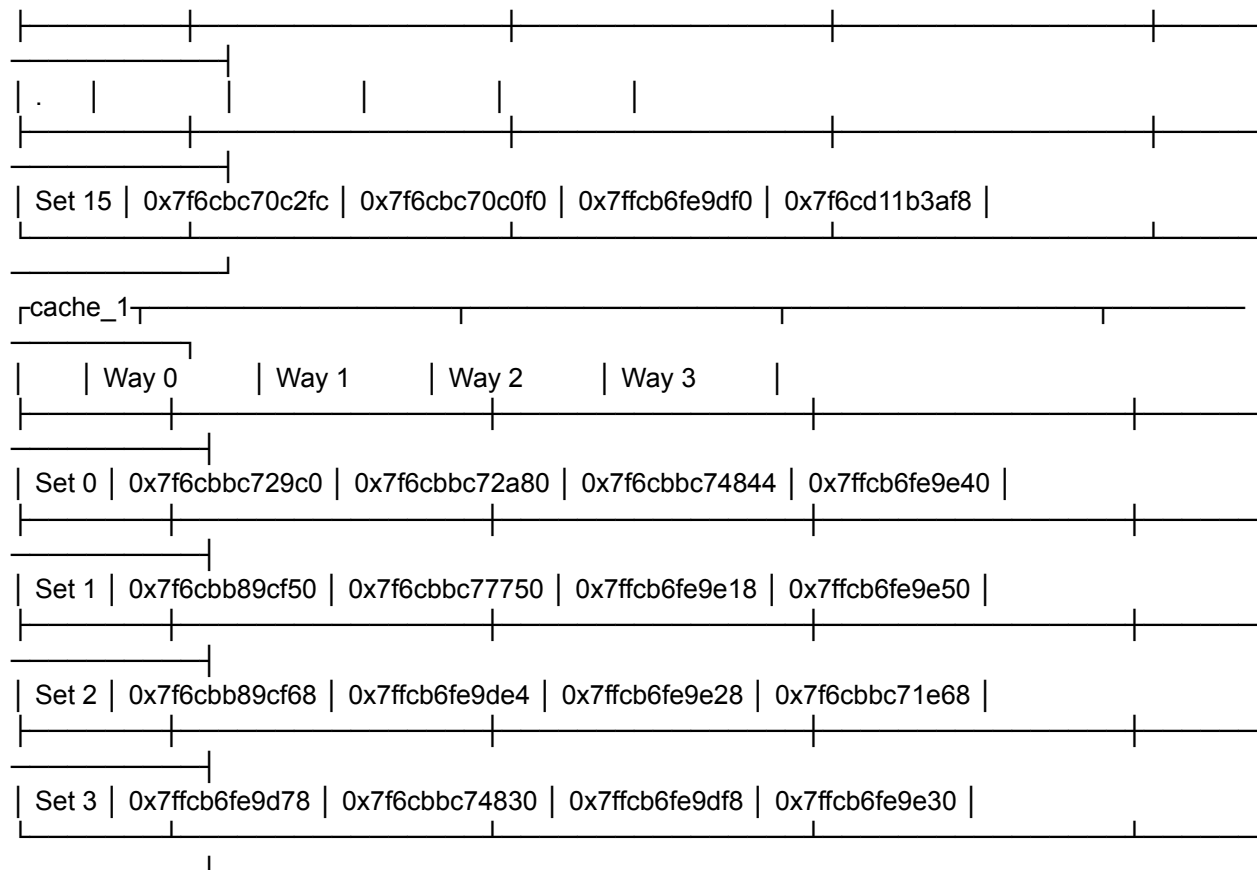 │ . │ │ │ │ │
│ Set 15 │ 0x7f6cbc70c2fc │ 0x7f6cbc70c0f0 │ 0x7ffcb6fe9df0 │ 0x7f6cd11b3af8 │
cache_1
│ │ Way 0 │ Way 1 │ Way 2 │ Way 3 │
│ Set 0 │ 0x7f6cbbc729c0 │ 0x7f6cbbc72a80 │ 0x7f6cbbc74844 │ 0x7ffcb6fe9e40 │
│ Set 1 │ 0x7f6cbb89cf50 │ 0x7f6cbbc77750 │ 0x7ffcb6fe9e18 │ 0x7ffcb6fe9e50 │
│ Set 2 │ 0x7f6cbb89cf68 │ 0x7ffcb6fe9de4 │ 0x7ffcb6fe9e28 │ 0x7f6cbbc71e68 │
│ Set 3 │ 0x7ffcb6fe9d78 │ 0x7f6cbbc74830 │ 0x7ffcb6fe9df8 │ 0x7ffcb6fe9e30 │